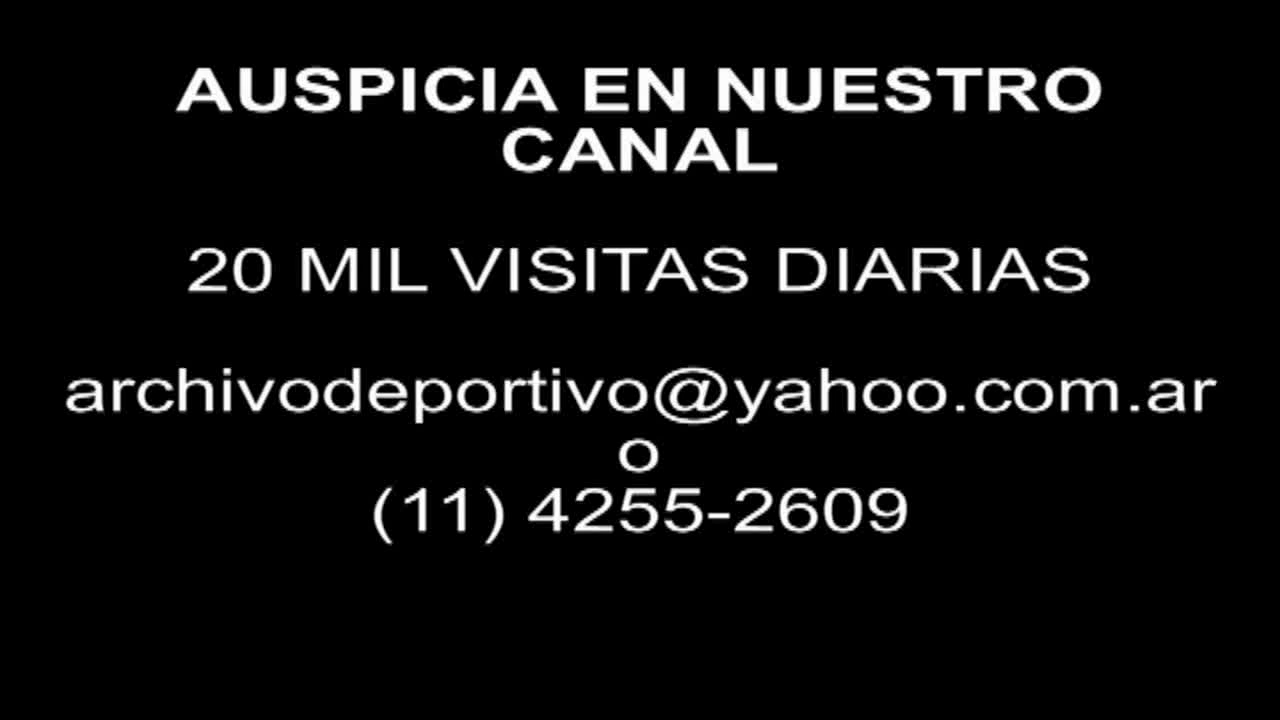 AUSPICIA EN NUESTRO
CANAL
20 MIL VISITAS DIARIAS
archivodeportivo@yahoo.com.ar
o
(11) 4255-2609